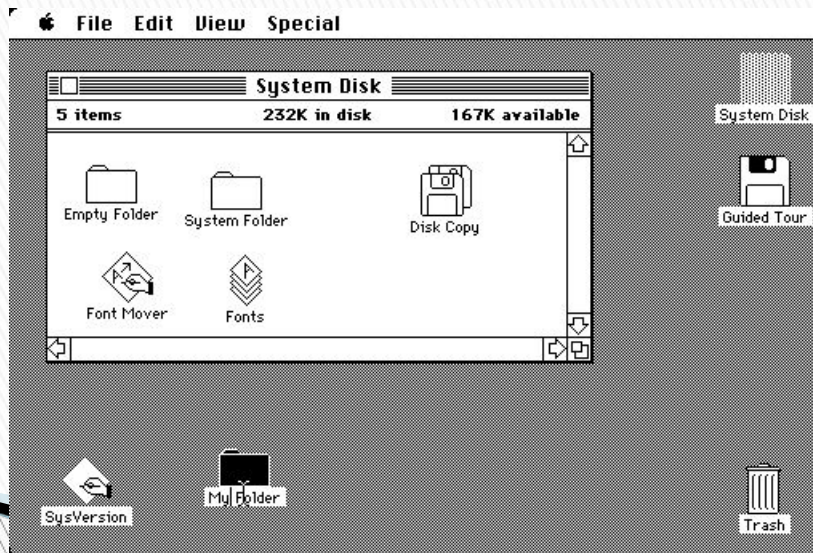 File Edit View Special
System Disk
5 items 232K in disk 167K available
Empty Folder
System Folder
Disk Copy
Font Mover
Fonts
System Disk
Guided Tour
SysVersion
My Folder
Trash